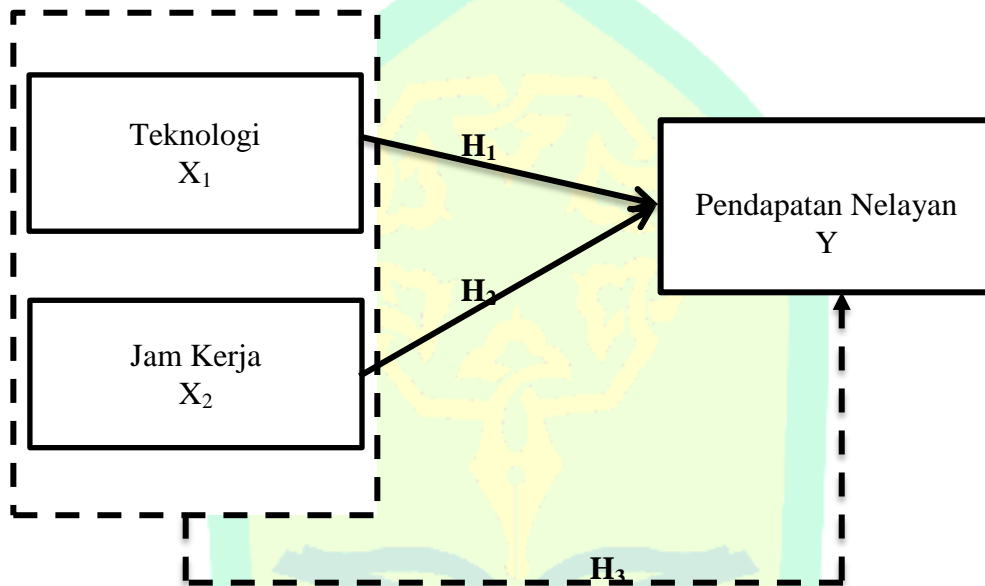 Teknologi
X₁
H₁
Pendapatan Nelayan
Y
H₂
Jam Kerja
X₂
H₃